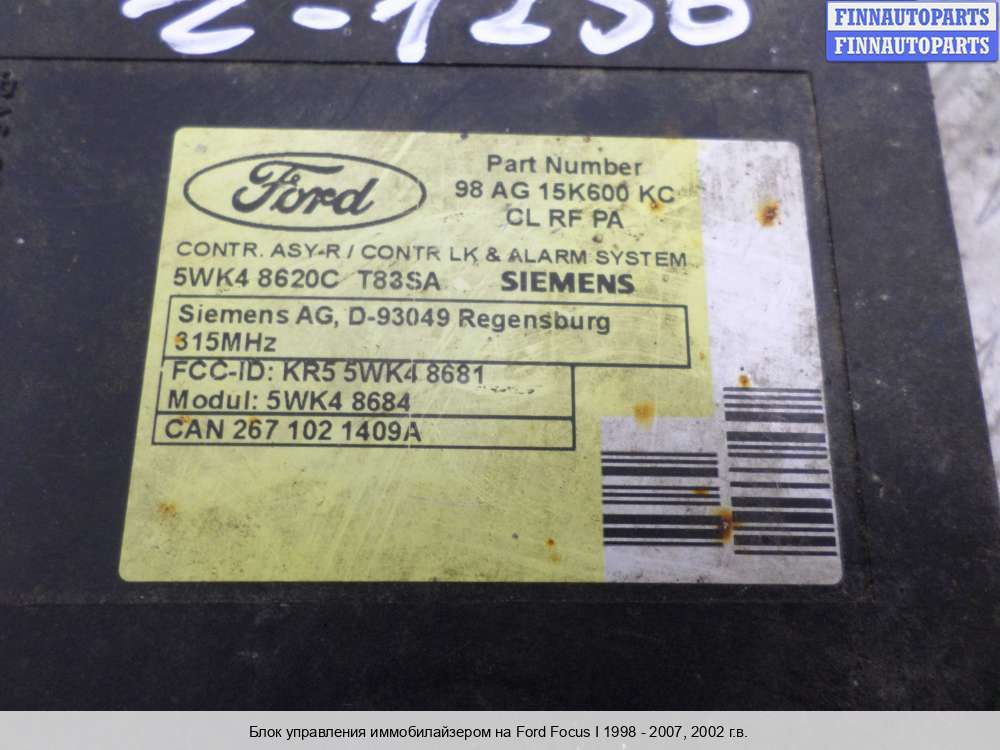 2-1256
FINNAUTOPARTS
FINNAUTOPARTS
Ford
Part Number
98 AG 15K600 KC
CL RF PA
CONTR. ASY-R / CONTR LK & ALARM SYSTEM
5WK4 8620C T83SA SIEMENS
Siemens AG, D-93049 Regensburg
315MHz
FCC-ID: KR5 5WK4 8681
Modul: 5WK4 8684
CAN 267 102 1409A
Блок управления иммобилайзером на Ford Focus I 1998 - 2007, 2002 г.в.